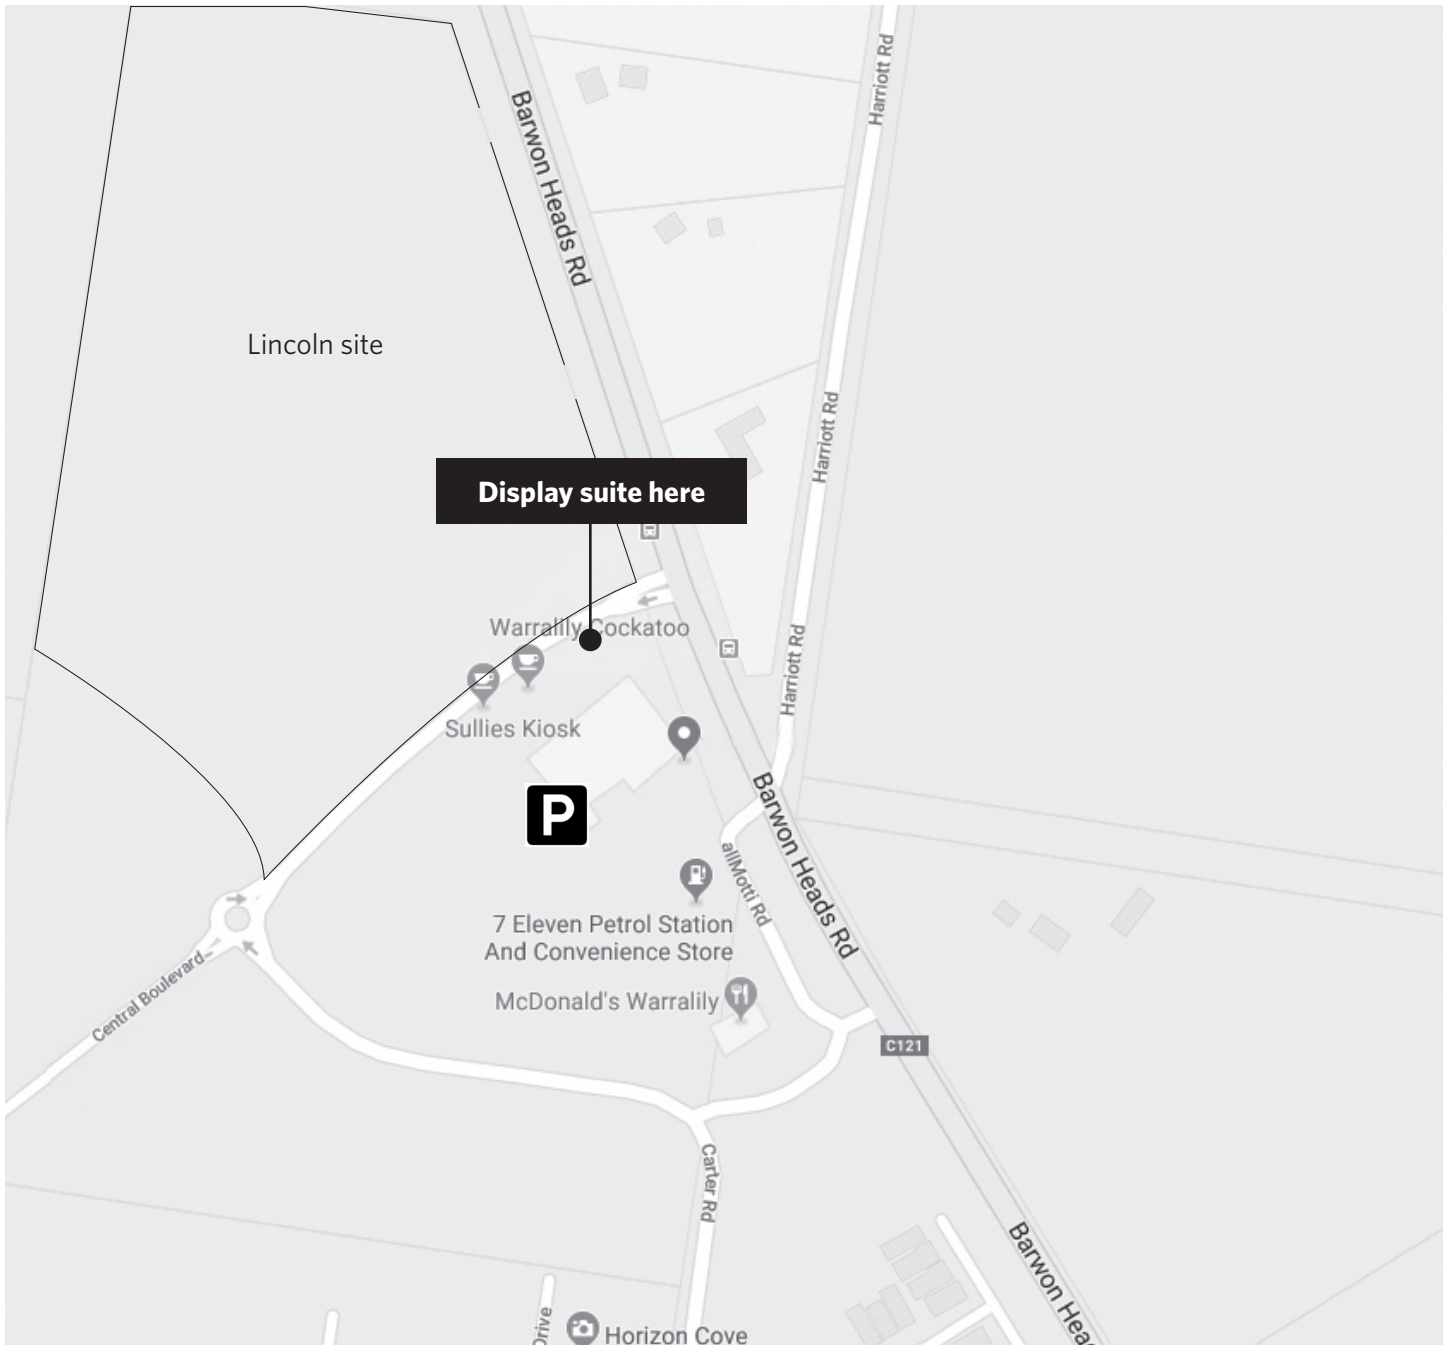 Harriott Rd
Barwon Heads Rd
Lincoln site
Harriott Rd
Display suite here
Warralily Cockatoo
Harriott Rd
Sullies Kiosk
P
Barwon Heads Rd
allMotti Rd
7 Eleven Petrol Station
And Convenience Store
Central Boulevard
McDonald's Warralily
C121
Carter Rd
Barwon Hea
Drive
Horizon Cove